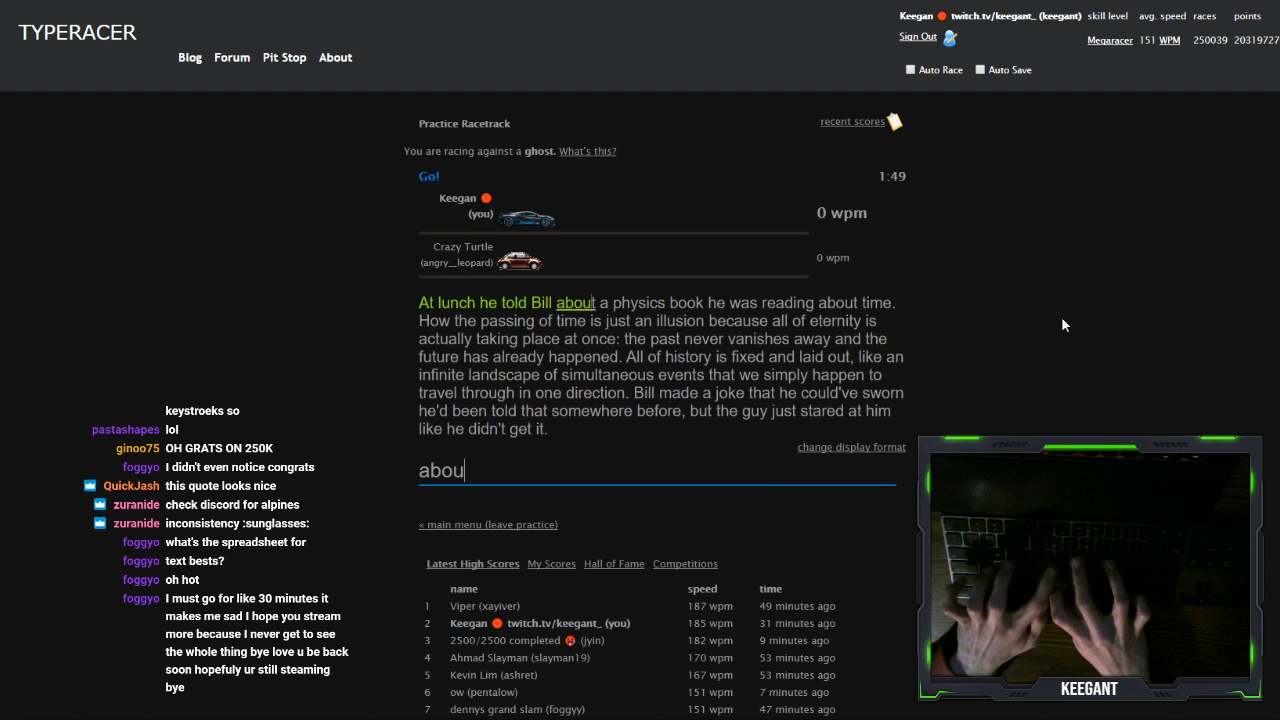 TYPERACER
Blog Forum Pit Stop About
Keegan twitch.tv/keegant_ (keegant) skill level avg. speed races points
Sign Out
Megaracer 151 WPM 250039 20319727
Auto Race Auto Save
Practice Racetrack
recent scores
You are racing against a ghost. What's this?
Go!
1:49
Keegan
(you)
0 wpm
Crazy Turtle
(angry__leopard)
0 wpm
At lunch he told Bill about a physics book he was reading about time.
How the passing of time is just an illusion because all of eternity is
actually taking place at once: the past never vanishes away and the
future has already happened. All of history is fixed and laid out, like an
infinite landscape of simultaneous events that we simply happen to
travel through in one direction. Bill made a joke that he could've sworn
he'd been told that somewhere before, but the guy just stared at him
like he didn't get it.
change display format
abou
« main menu (leave practice)
Latest High Scores My Scores Hall of Fame Competitions
name speed time
1 Viper (xayiver) 187 wpm 49 minutes ago
2 Keegan twitch.tv/keegant_ (you) 185 wpm 31 minutes ago
3 2500/2500 completed (jyin) 182 wpm 9 minutes ago
4 Ahmad Slayman (slayman19) 170 wpm 53 minutes ago
5 Kevin Lim (ashret) 167 wpm 53 minutes ago
6 ow (pentalow) 151 wpm 7 minutes ago
7 dennys grand slam (foggyy) 151 wpm 47 minutes ago
keystroeks so
pastashapes lol
ginoo75 OH GRATS ON 250K
foggyo I didn't even notice congrats
QuickJash this quote looks nice
zuranide check discord for alpines
zuranide inconsistency :sunglasses:
foggyo what's the spreadsheet for
foggyo text bests?
foggyo oh hot
foggyo I must go for like 30 minutes it
makes me sad I hope you stream
more because I never get to see
the whole thing bye love u be back
soon hopefuly ur still steaming
bye
KEEGANT